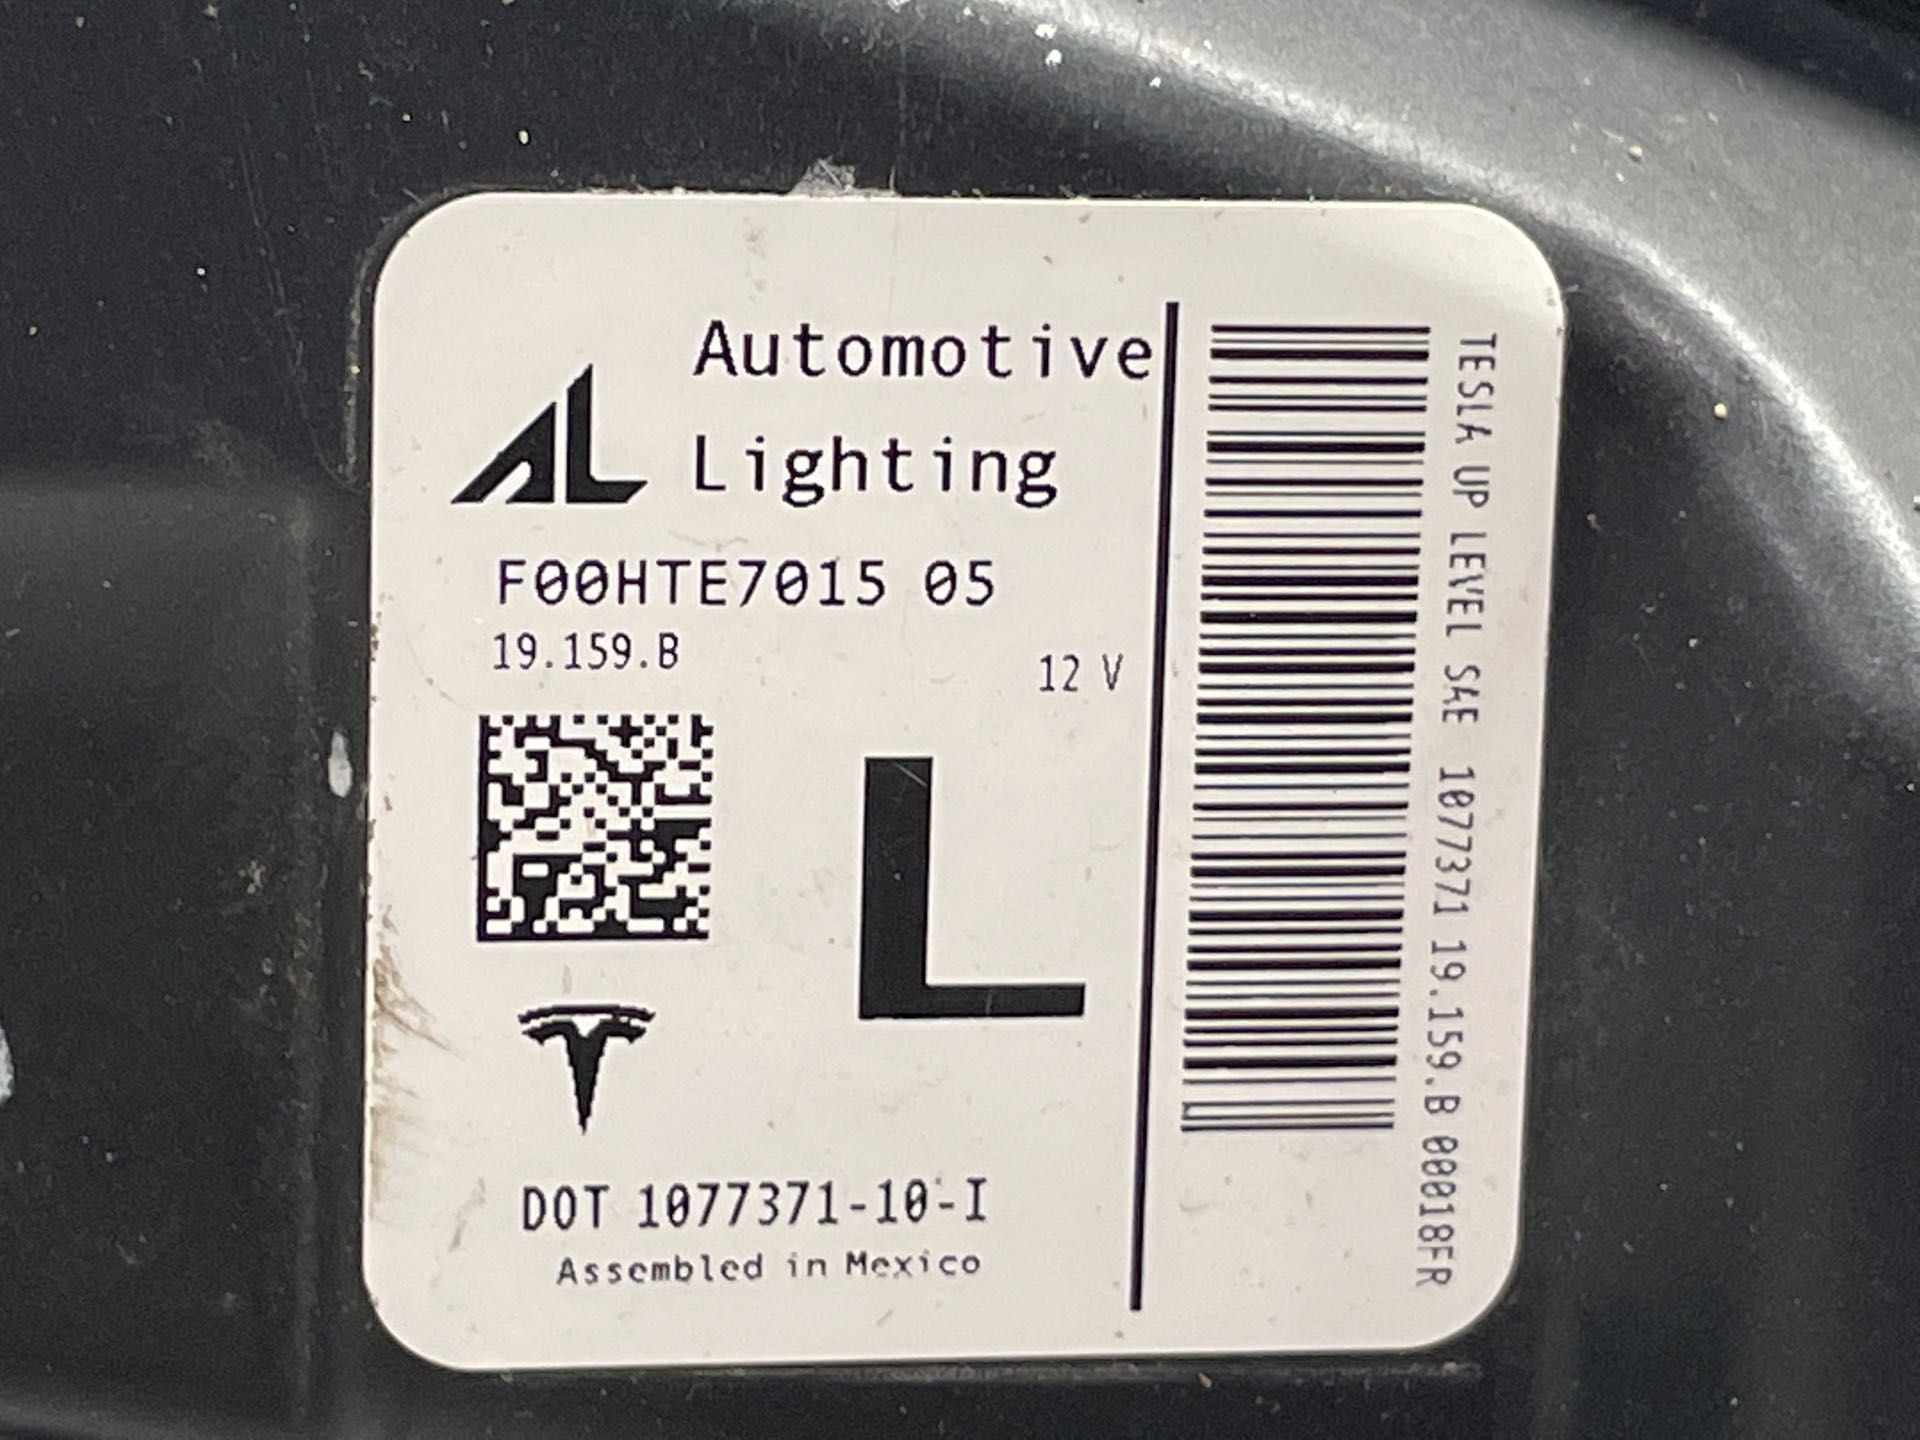 AL
Automotive
Lighting
F00HTE7015 05
19.159.B
12 V
L
DOT 1077371-10-I
Assembled in Mexico
TESLA UP LEVEL SAE 1077371 19.159.B 00018FR